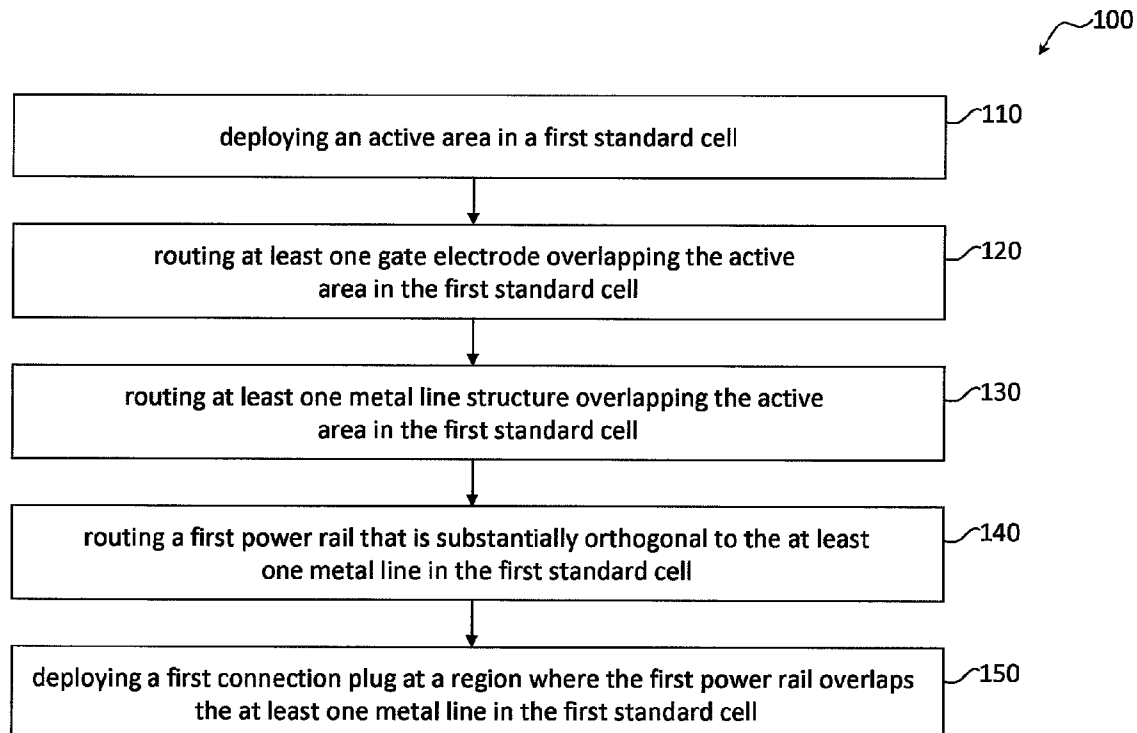 100
deploying an active area in a first standard cell
110
routing at least one gate electrode overlapping the active
area in the first standard cell
120
routing at least one metal line structure overlapping the active
area in the first standard cell
130
routing a first power rail that is substantially orthogonal to the at least
one metal line in the first standard cell
140
deploying a first connection plug at a region where the first power rail overlaps
the at least one metal line in the first standard cell
150